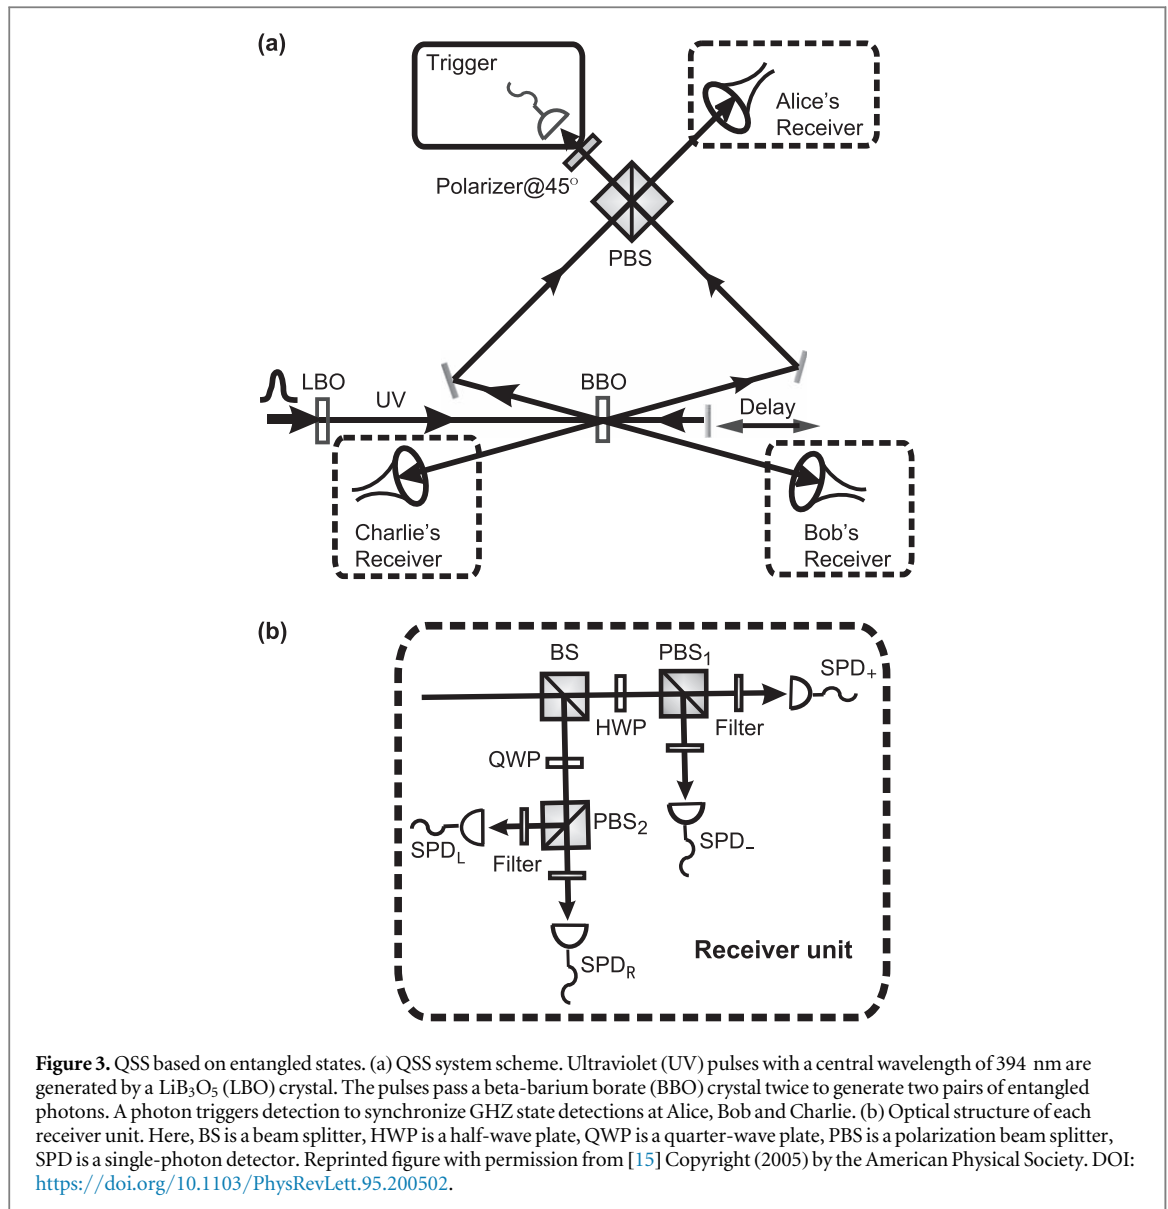 (a)
Trigger
Alice's
Receiver
Polarizer@45°
PBS
LBO
UV
BBO
Delay
Charlie's
Receiver
Bob's
Receiver
(b)
BS
PBS1
SPD+
HWP
Filter
QWP
PBS2
SPDL
Filter
SPD-
SPDR
Receiver unit
Figure 3. QSS based on entangled states. (a) QSS system scheme. Ultraviolet (UV) pulses with a central wavelength of 394 nm are
generated by a LiB3O5 (LBO) crystal. The pulses pass a beta-barium borate (BBO) crystal twice to generate two pairs of entangled
photons. A photon triggers detection to synchronize GHZ state detections at Alice, Bob and Charlie. (b) Optical structure of each
receiver unit. Here, BS is a beam splitter, HWP is a half-wave plate, QWP is a quarter-wave plate, PBS is a polarization beam splitter,
SPD is a single-photon detector. Reprinted figure with permission from [15] Copyright (2005) by the American Physical Society. DOI:
https://doi.org/10.1103/PhysRevLett.95.200502.